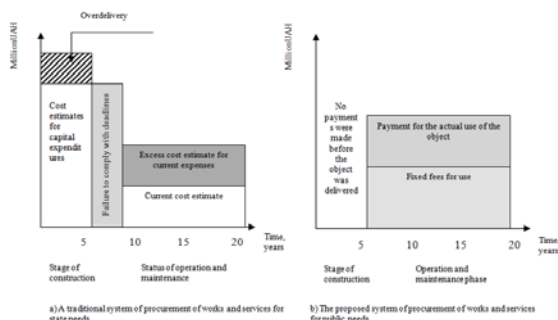 Overdelivery
Million UAH
Cost
estimates
for
capital
expendit
ures
Failure to comply with deadlines
Excess cost estimate for
current expenses
Current cost estimate
5
10
15
20
Time,
years
Stage of
construction
Status of operation and
maintenance
a) A traditional system of procurement of works and services for
state needs
Million UAH
No
payment
s were
made
before
the
object
was
delivered
Payment for the actual use of the
object
Fixed fees for use
5
10
15
20
Time,
years
Stage of
construction
Operation and
maintenance phase
b) The proposed system of procurement of works and services
for public needs